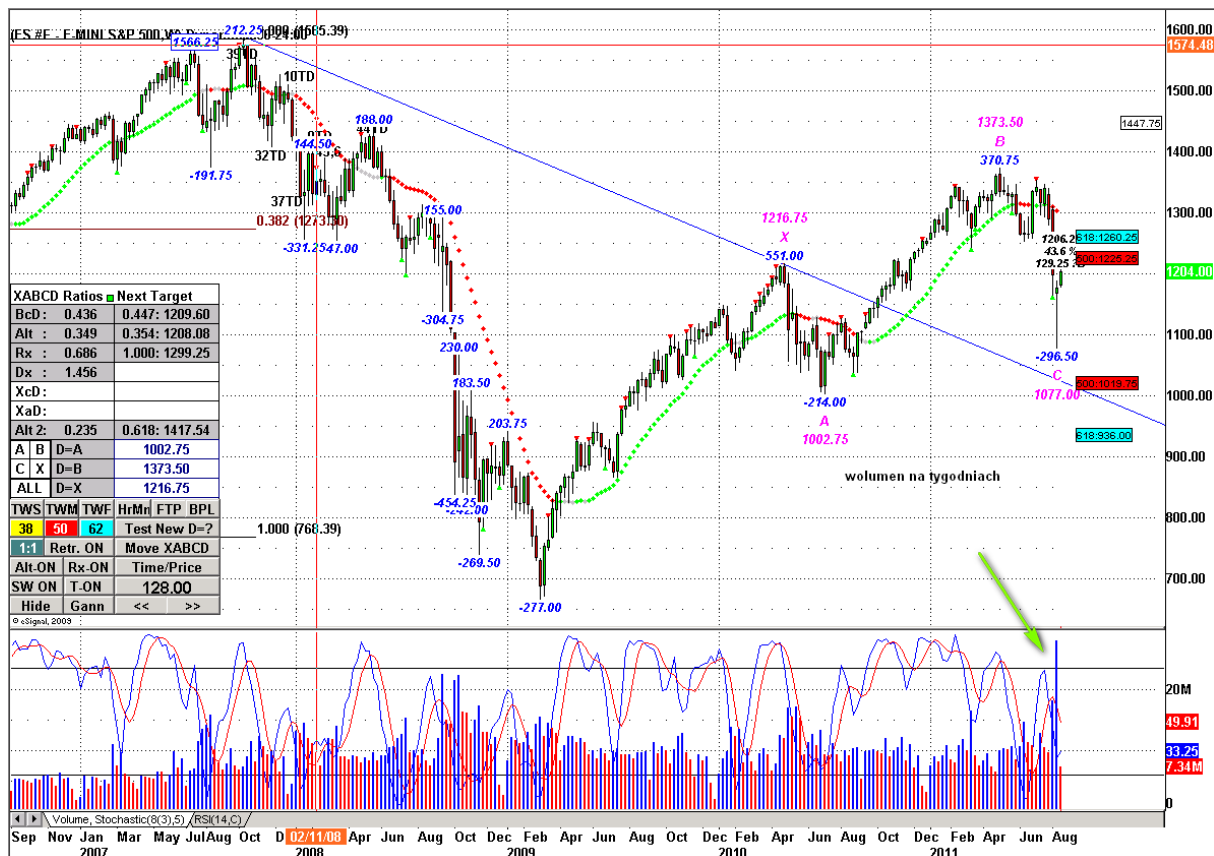 (ES #F - E-MINI S&P 500,W)
212.25
1566.25
39TD
10TD
188.00
44TD
144.50
32TD
-191.75
37TD
0.382 (1273.30)
-331.25
47.00
155.00
-304.75
230.00
183.50
203.75
-454.25
-242.00
-269.50
-277.00
1.000 (768.39)
1216.75
X
551.00
-214.00
A
1002.75
1373.50
B
370.75
43.6 %
129.25
-296.50
C
1077.00
wolumen na tygodniach
618:1260.25
500:1019.75
618:936.00
1447.75
1600.00
1574.48
1500.00
1400.00
1300.00
1204.00
1100.00
1000.00
900.00
800.00
700.00
XABCD Ratios Next Target
BcD: 0.436 0.447: 1209.60
Alt : 0.349 0.354: 1208.08
Rx : 0.686 1.000: 1299.25
Dx : 1.456
XcD:
XaD:
Alt 2: 0.235 0.618: 1417.54
A B D=A 1002.75
C X D=B 1373.50
ALL D=X 1216.75
TWS TWM TWF HrMn FTP BPL
38 50 62 Test New D=?
1:1 Retr. ON Move XABCD
Alt-ON Rx-ON Time/Price
SW ON T-ON 128.00
Hide Gann << >>
© eSignal, 2009
20M
49.91
33.25
7.34M
0
Volume, Stochastic(8(3),5) RSI(14,C)
Sep Nov Jan Mar May Jul Aug Oct D 02/11/08 Apr Jun Aug Oct Dec Feb Apr Jun Aug Oct Dec Feb Apr Jun Aug Oct Dec Feb Apr Jun Aug
2007 2008 2009 2010 2011